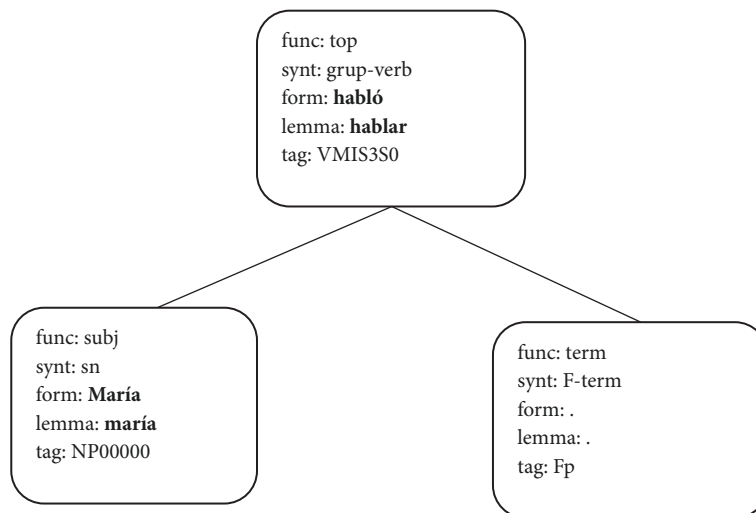 func: top
synt: grup-verb
form: habló
lemma: hablar
tag: VMIS3S0
func: subj
synt: sn
form: María
lemma: maría
tag: NP00000
func: term
synt: F-term
form: .
lemma: .
tag: Fp